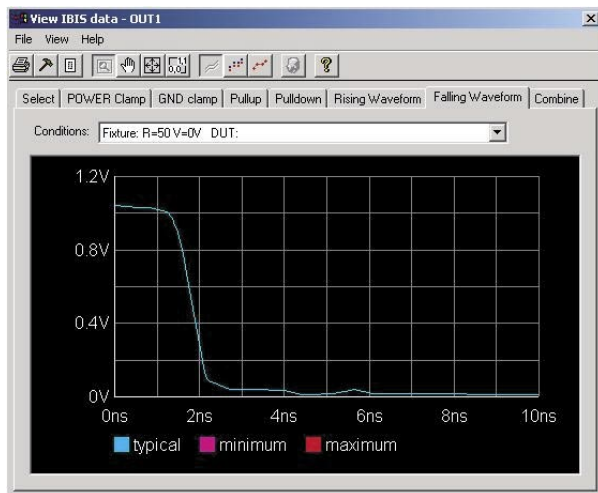 View IBIS data - OUT1
File View Help
Select POWER Clamp GND clamp Pullup Pulldown Rising Waveform Falling Waveform Combine
Conditions: Fixture: R=50 V=0V DUT:
1.2V
0.8V
0.4V
0V
0ns 2ns 4ns 6ns 8ns 10ns
typical minimum maximum